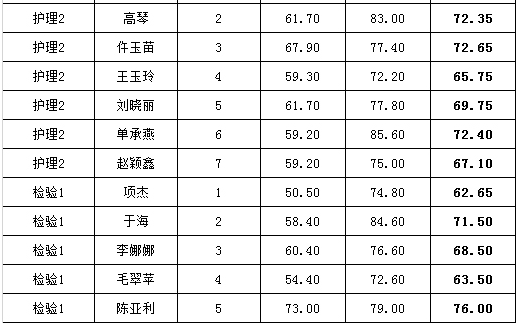 护理2 高琴 2 61.70 83.00 72.35
护理2 仵玉苗 3 67.90 77.40 72.65
护理2 王玉玲 4 59.30 72.20 65.75
护理2 刘晓丽 5 61.70 77.80 69.75
护理2 单承燕 6 59.20 85.60 72.40
护理2 赵颖鑫 7 59.20 75.00 67.10
检验1 项杰 1 50.50 74.80 62.65
检验1 于海 2 58.40 84.60 71.50
检验1 李娜娜 3 60.40 76.60 68.50
检验1 毛翠苹 4 54.40 72.60 63.50
检验1 陈亚利 5 73.00 79.00 76.00